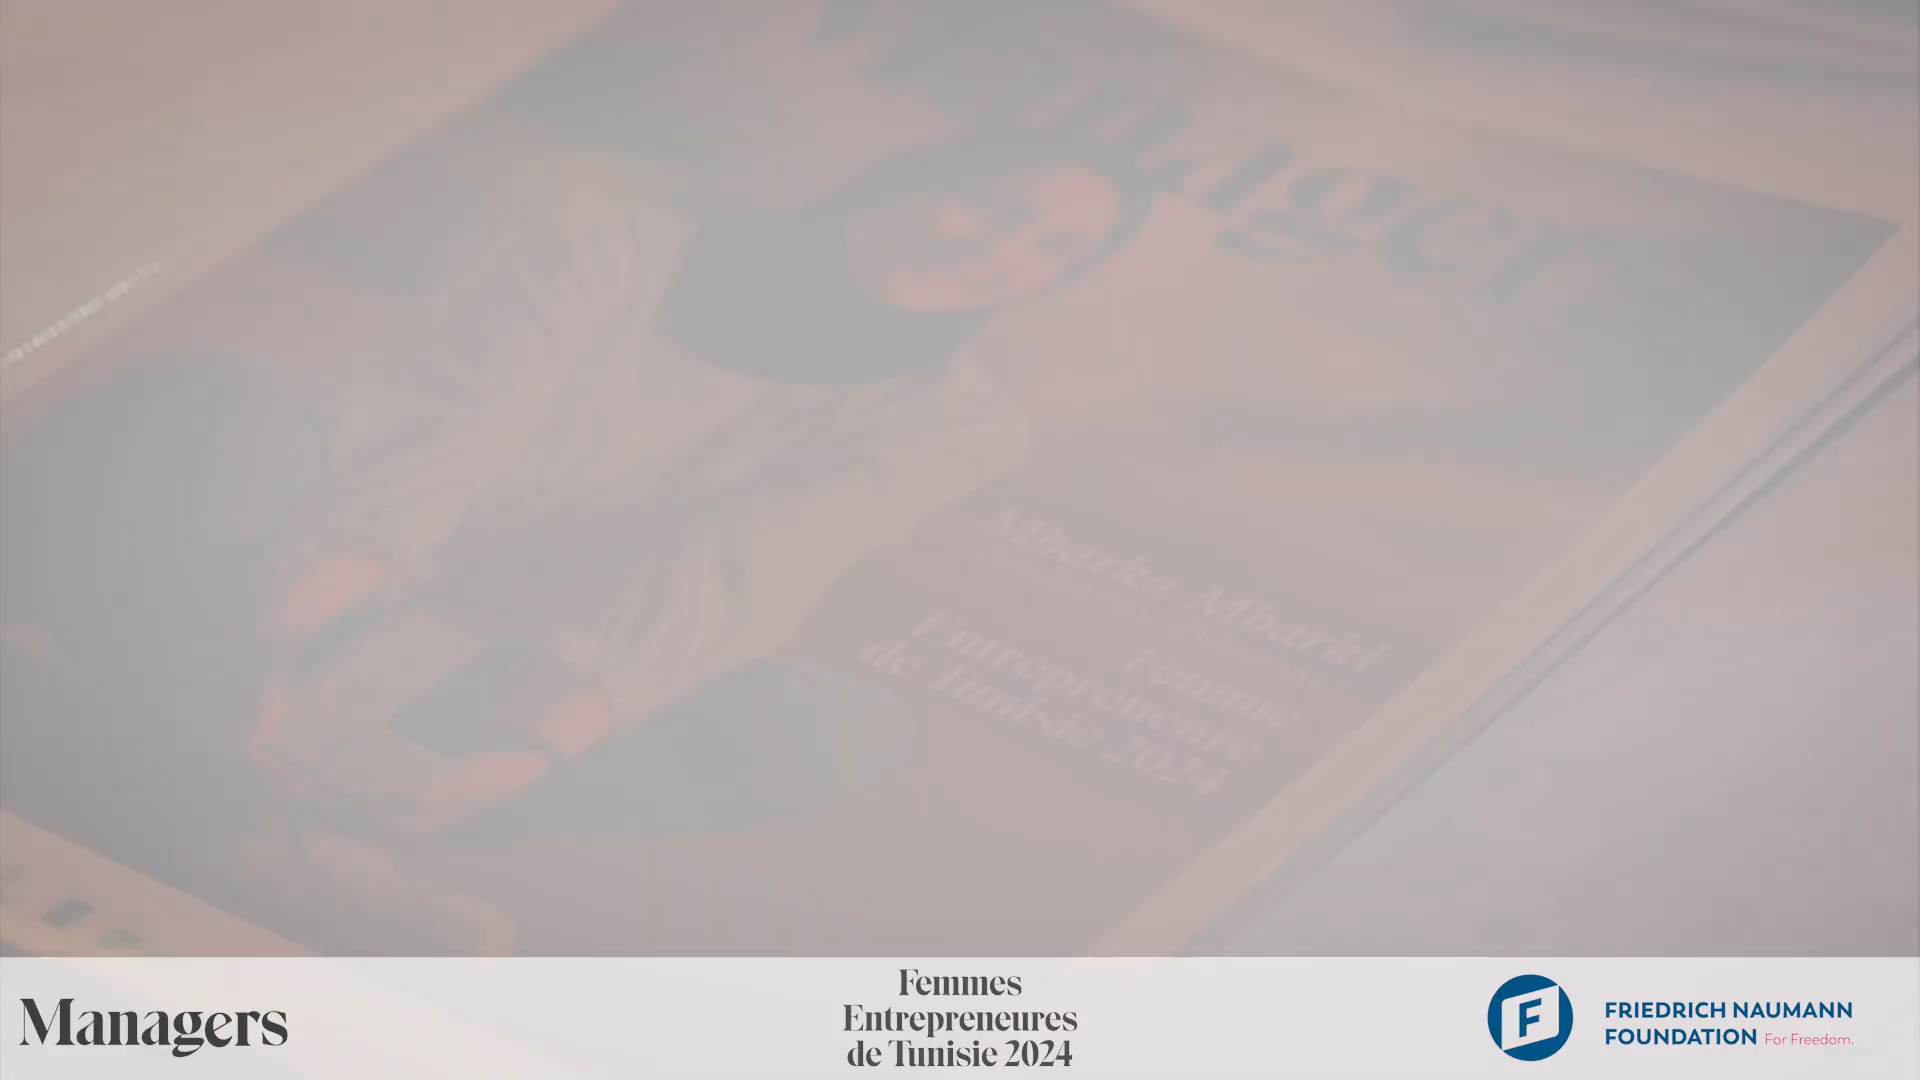 Mbarka Mbarki
Femme
Entrepreneure
de Tunisie 2024
Managers
Femmes
Entrepreneures
de Tunisie 2024
FRIEDRICH NAUMANN
FOUNDATION For Freedom.